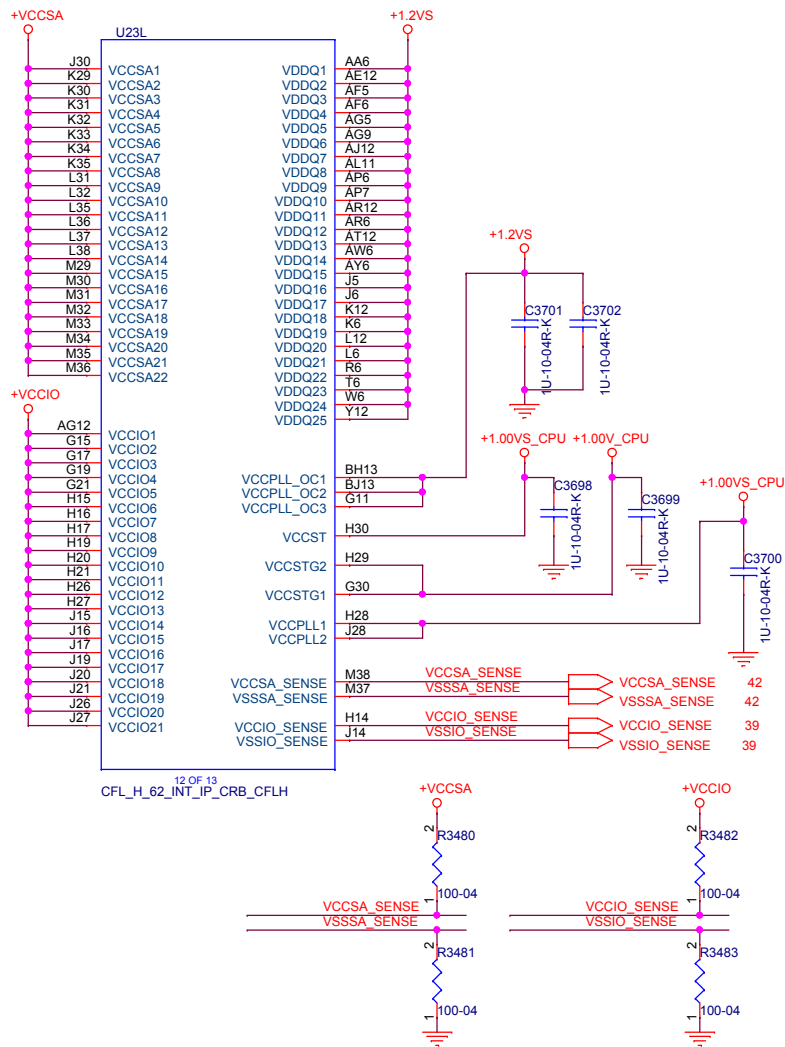 +VCCSA
+1.2VS
U23L
J30 VCCSA1 VDDQ1 AA6
K29 VCCSA2 VDDQ2 AE12
K30 VCCSA3 VDDQ3 AF5
K31 VCCSA4 VDDQ4 AF6
K32 VCCSA5 VDDQ5 AG5
K33 VCCSA6 VDDQ6 AG9
K34 VCCSA7 VDDQ7 AJ12
K35 VCCSA8 VDDQ8 AL11
L31 VCCSA9 VDDQ9 AP6
L32 VCCSA10 VDDQ10 AP7
L35 VCCSA11 VDDQ11 AR12
L36 VCCSA12 VDDQ12 AR6
L37 VCCSA13 VDDQ13 AT12
L38 VCCSA14 VDDQ14 AW6
M29 VCCSA15 VDDQ15 AY6
M30 VCCSA16 VDDQ16 J5
M31 VCCSA17 VDDQ17 J6
M32 VCCSA18 VDDQ18 K12
M33 VCCSA19 VDDQ19 K6
M34 VCCSA20 VDDQ20 L12
M35 VCCSA21 VDDQ21 L6
M36 VCCSA22 VDDQ22 R6
VDDQ23 T6
VDDQ24 W6
VDDQ25 Y12
+1.2VS
C3701
1U-10-04R-K
C3702
1U-10-04R-K
+VCCIO
AG12 VCCIO1
G15 VCCIO2
G17 VCCIO3
G19 VCCIO4 VCCPLL_OC1 BH13
G21 VCCIO5 VCCPLL_OC2 BJ13
H15 VCCIO6 VCCPLL_OC3 G11
H16 VCCIO7
H17 VCCIO8 VCCST H30
H19 VCCIO9
H20 VCCIO10 VCCSTG2 H29
H21 VCCIO11
H26 VCCIO12 VCCSTG1 G30
H27 VCCIO13
J15 VCCIO14 VCCPLL1 H28
J16 VCCIO15 VCCPLL2 J28
J17 VCCIO16
J19 VCCIO17
J20 VCCIO18 VCCSA_SENSE M38 VCCSA_SENSE VCCSA_SENSE 42
J21 VCCIO19 VSSSA_SENSE M37 VSSSA_SENSE VSSSA_SENSE 42
J26 VCCIO20 VCCIO_SENSE H14 VCCIO_SENSE VCCIO_SENSE 39
J27 VCCIO21 VSSIO_SENSE J14 VSSIO_SENSE VSSIO_SENSE 39
+1.00VS_CPU +1.00V_CPU
C3698
1U-10-04R-K
C3699
1U-10-04R-K
+1.00VS_CPU
C3700
1U-10-04R-K
12 OF 13
CFL_H_62_INT_IP_CRB_CFLH
+VCCSA
2
R3480
1
100-04
VCCSA_SENSE
VSSSA_SENSE
2
R3481
1
100-04
+VCCIO
2
R3482
1
100-04
VCCIO_SENSE
VSSIO_SENSE
2
R3483
1
100-04